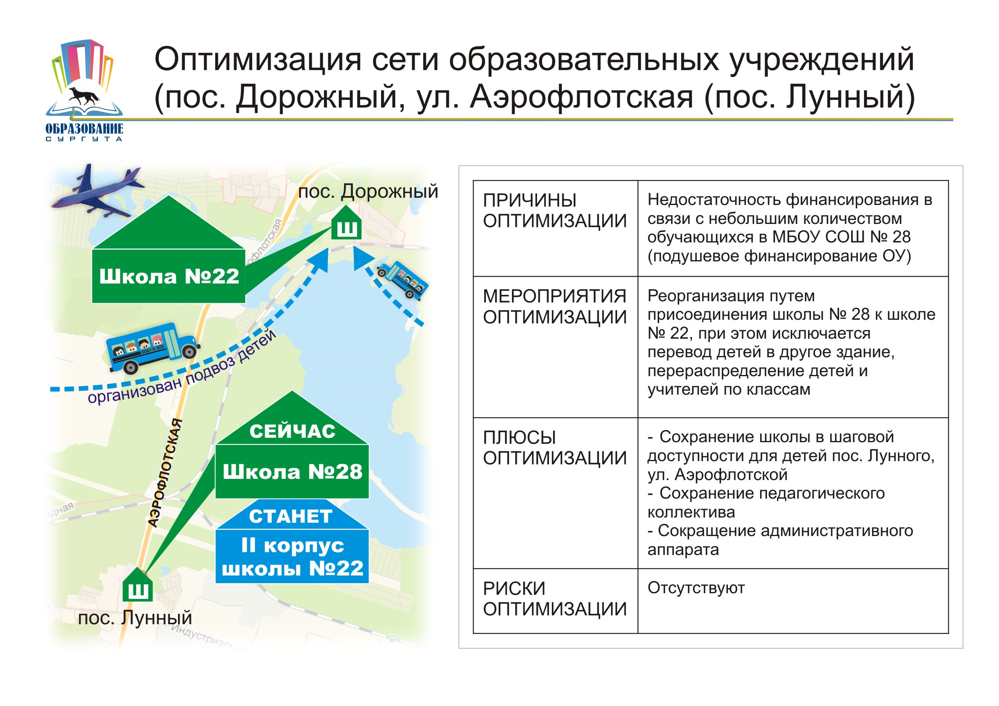 Оптимизация сети образовательных учреждений
(пос. Дорожный, ул. Аэрофлотская (пос. Лунный)
ОБРАЗОВАНИЕ
СУРГУТА
пос. Дорожный
Ш
Школа №22
SCHOOL BUS
SCHOOL BUS
организован подвоз детей
АЭРОФЛОТСКАЯ
СЕЙЧАС
Школа №28
СТАНЕТ
II корпус
школы №22
Ш
пос. Лунный
ПРИЧИНЫ
ОПТИМИЗАЦИИ
Недостаточность финансирования в
связи с небольшим количеством
обучающихся в МБОУ СОШ № 28
(подушевое финансирование ОУ)
МЕРОПРИЯТИЯ
ОПТИМИЗАЦИИ
Реорганизация путем
присоединения школы № 28 к школе
№ 22, при этом исключается
перевод детей в другое здание,
перераспределение детей и
учителей по классам
ПЛЮСЫ
ОПТИМИЗАЦИИ
- Сохранение школы в шаговой
доступности для детей пос. Лунного,
ул. Аэрофлотской
- Сохранение педагогического
коллектива
- Сокращение административного
аппарата
РИСКИ
ОПТИМИЗАЦИИ
Отсутствуют